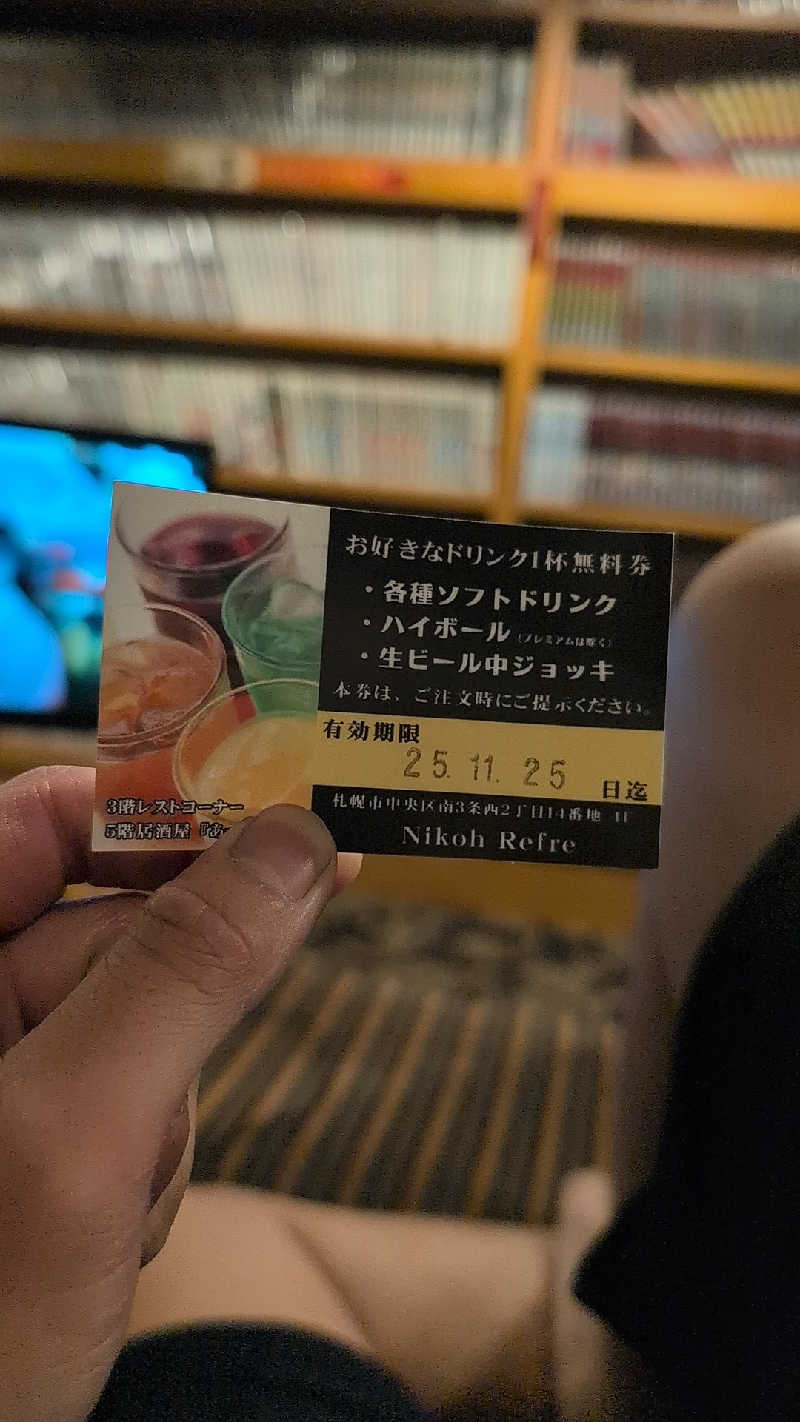 お好きなドリンク1杯無料券
・各種ソフトドリンク
・ハイボール（プレミアムは除く）
・生ビール中ジョッキ
本券は、ご注文時にご提示ください。
有効期限
25. 11. 25 日迄
札幌市中央区南3条西2丁目14番地
Nikoh Refre
3階レストコーナー
5階居酒屋『あ